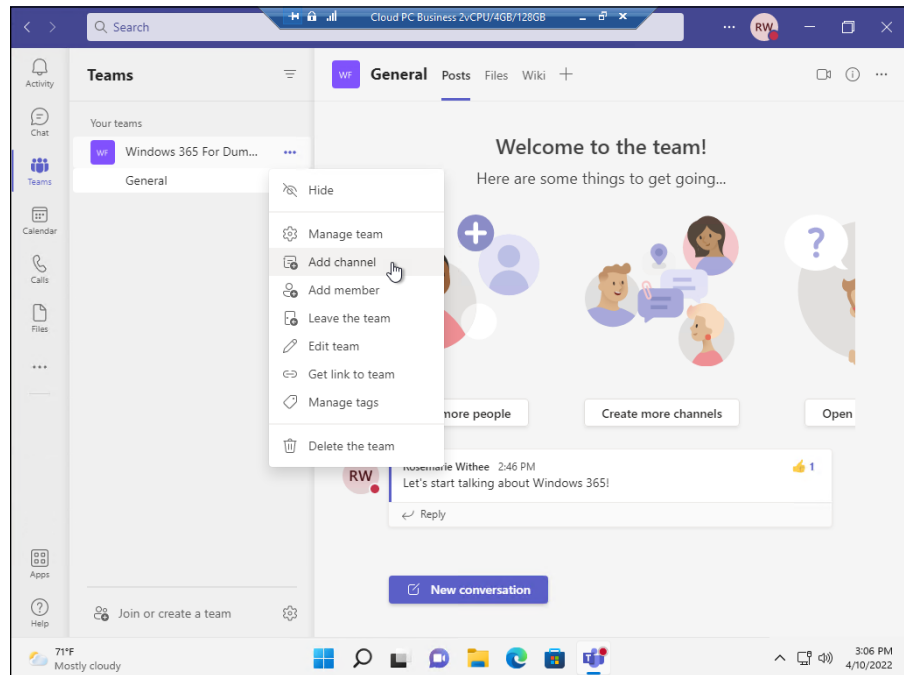 Cloud PC Business 2vCPU/4GB/128GB
Search
RW
Activity
Chat
Teams
Calendar
Calls
Files
Apps
Help
Teams
Your teams
WF Windows 365 For Dum...
General
Hide
Manage team
Add channel
Add member
Leave the team
Edit team
Get link to team
Manage tags
Delete the team
Join or create a team
WF General Posts Files Wiki
Welcome to the team!
Here are some things to get going...
more people
Create more channels
Open
RW
Rosemarie Withee 2:46 PM
1
Let's start talking about Windows 365!
Reply
New conversation
71°F
Mostly cloudy
3:06 PM
4/10/2022